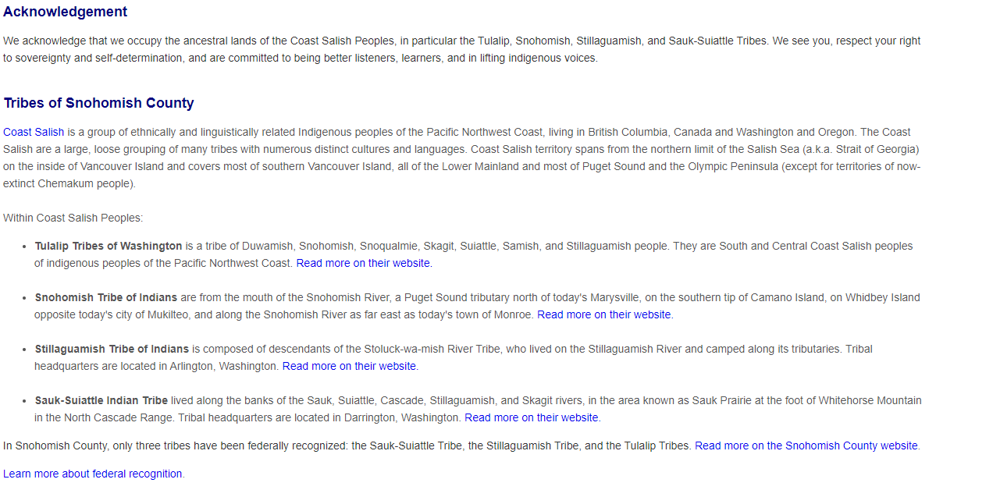 Acknowledgement
We acknowledge that we occupy the ancestral lands of the Coast Salish Peoples, in particular the Tulalip, Snohomish, Stillaguamish, and Sauk-Suiattle Tribes. We see you, respect your right
to sovereignty and self-determination, and are committed to being better listeners, learners, and in lifting indigenous voices.
Tribes of Snohomish County
Coast Salish is a group of ethnically and linguistically related Indigenous peoples of the Pacific Northwest Coast, living in British Columbia, Canada and Washington and Oregon. The Coast
Salish are a large, loose grouping of many tribes with numerous distinct cultures and languages. Coast Salish territory spans from the northern limit of the Salish Sea (a.k.a. Strait of Georgia)
on the inside of Vancouver Island and covers most of southern Vancouver Island, all of the Lower Mainland and most of Puget Sound and the Olympic Peninsula (except for territories of now-
extinct Chemakum people).
Within Coast Salish Peoples:
• Tulalip Tribes of Washington is a tribe of Duwamish, Snohomish, Snoqualmie, Skagit, Suiattle, Samish, and Stillaguamish people. They are South and Central Coast Salish peoples
of indigenous peoples of the Pacific Northwest Coast. Read more on their website.
• Snohomish Tribe of Indians are from the mouth of the Snohomish River, a Puget Sound tributary north of today's Marysville, on the southern tip of Camano Island, on Whidbey Island
opposite today's city of Mukilteo, and along the Snohomish River as far east as today's town of Monroe. Read more on their website.
• Stillaguamish Tribe of Indians is composed of descendants of the Stoluck-wa-mish River Tribe, who lived on the Stillaguamish River and camped along its tributaries. Tribal
headquarters are located in Arlington, Washington. Read more on their website.
• Sauk-Suiattle Indian Tribe lived along the banks of the Sauk, Suiattle, Cascade, Stillaguamish, and Skagit rivers, in the area known as Sauk Prairie at the foot of Whitehorse Mountain
in the North Cascade Range. Tribal headquarters are located in Darrington, Washington. Read more on their website.
In Snohomish County, only three tribes have been federally recognized: the Sauk-Suiattle Tribe, the Stillaguamish Tribe, and the Tulalip Tribes. Read more on the Snohomish County website.
Learn more about federal recognition.